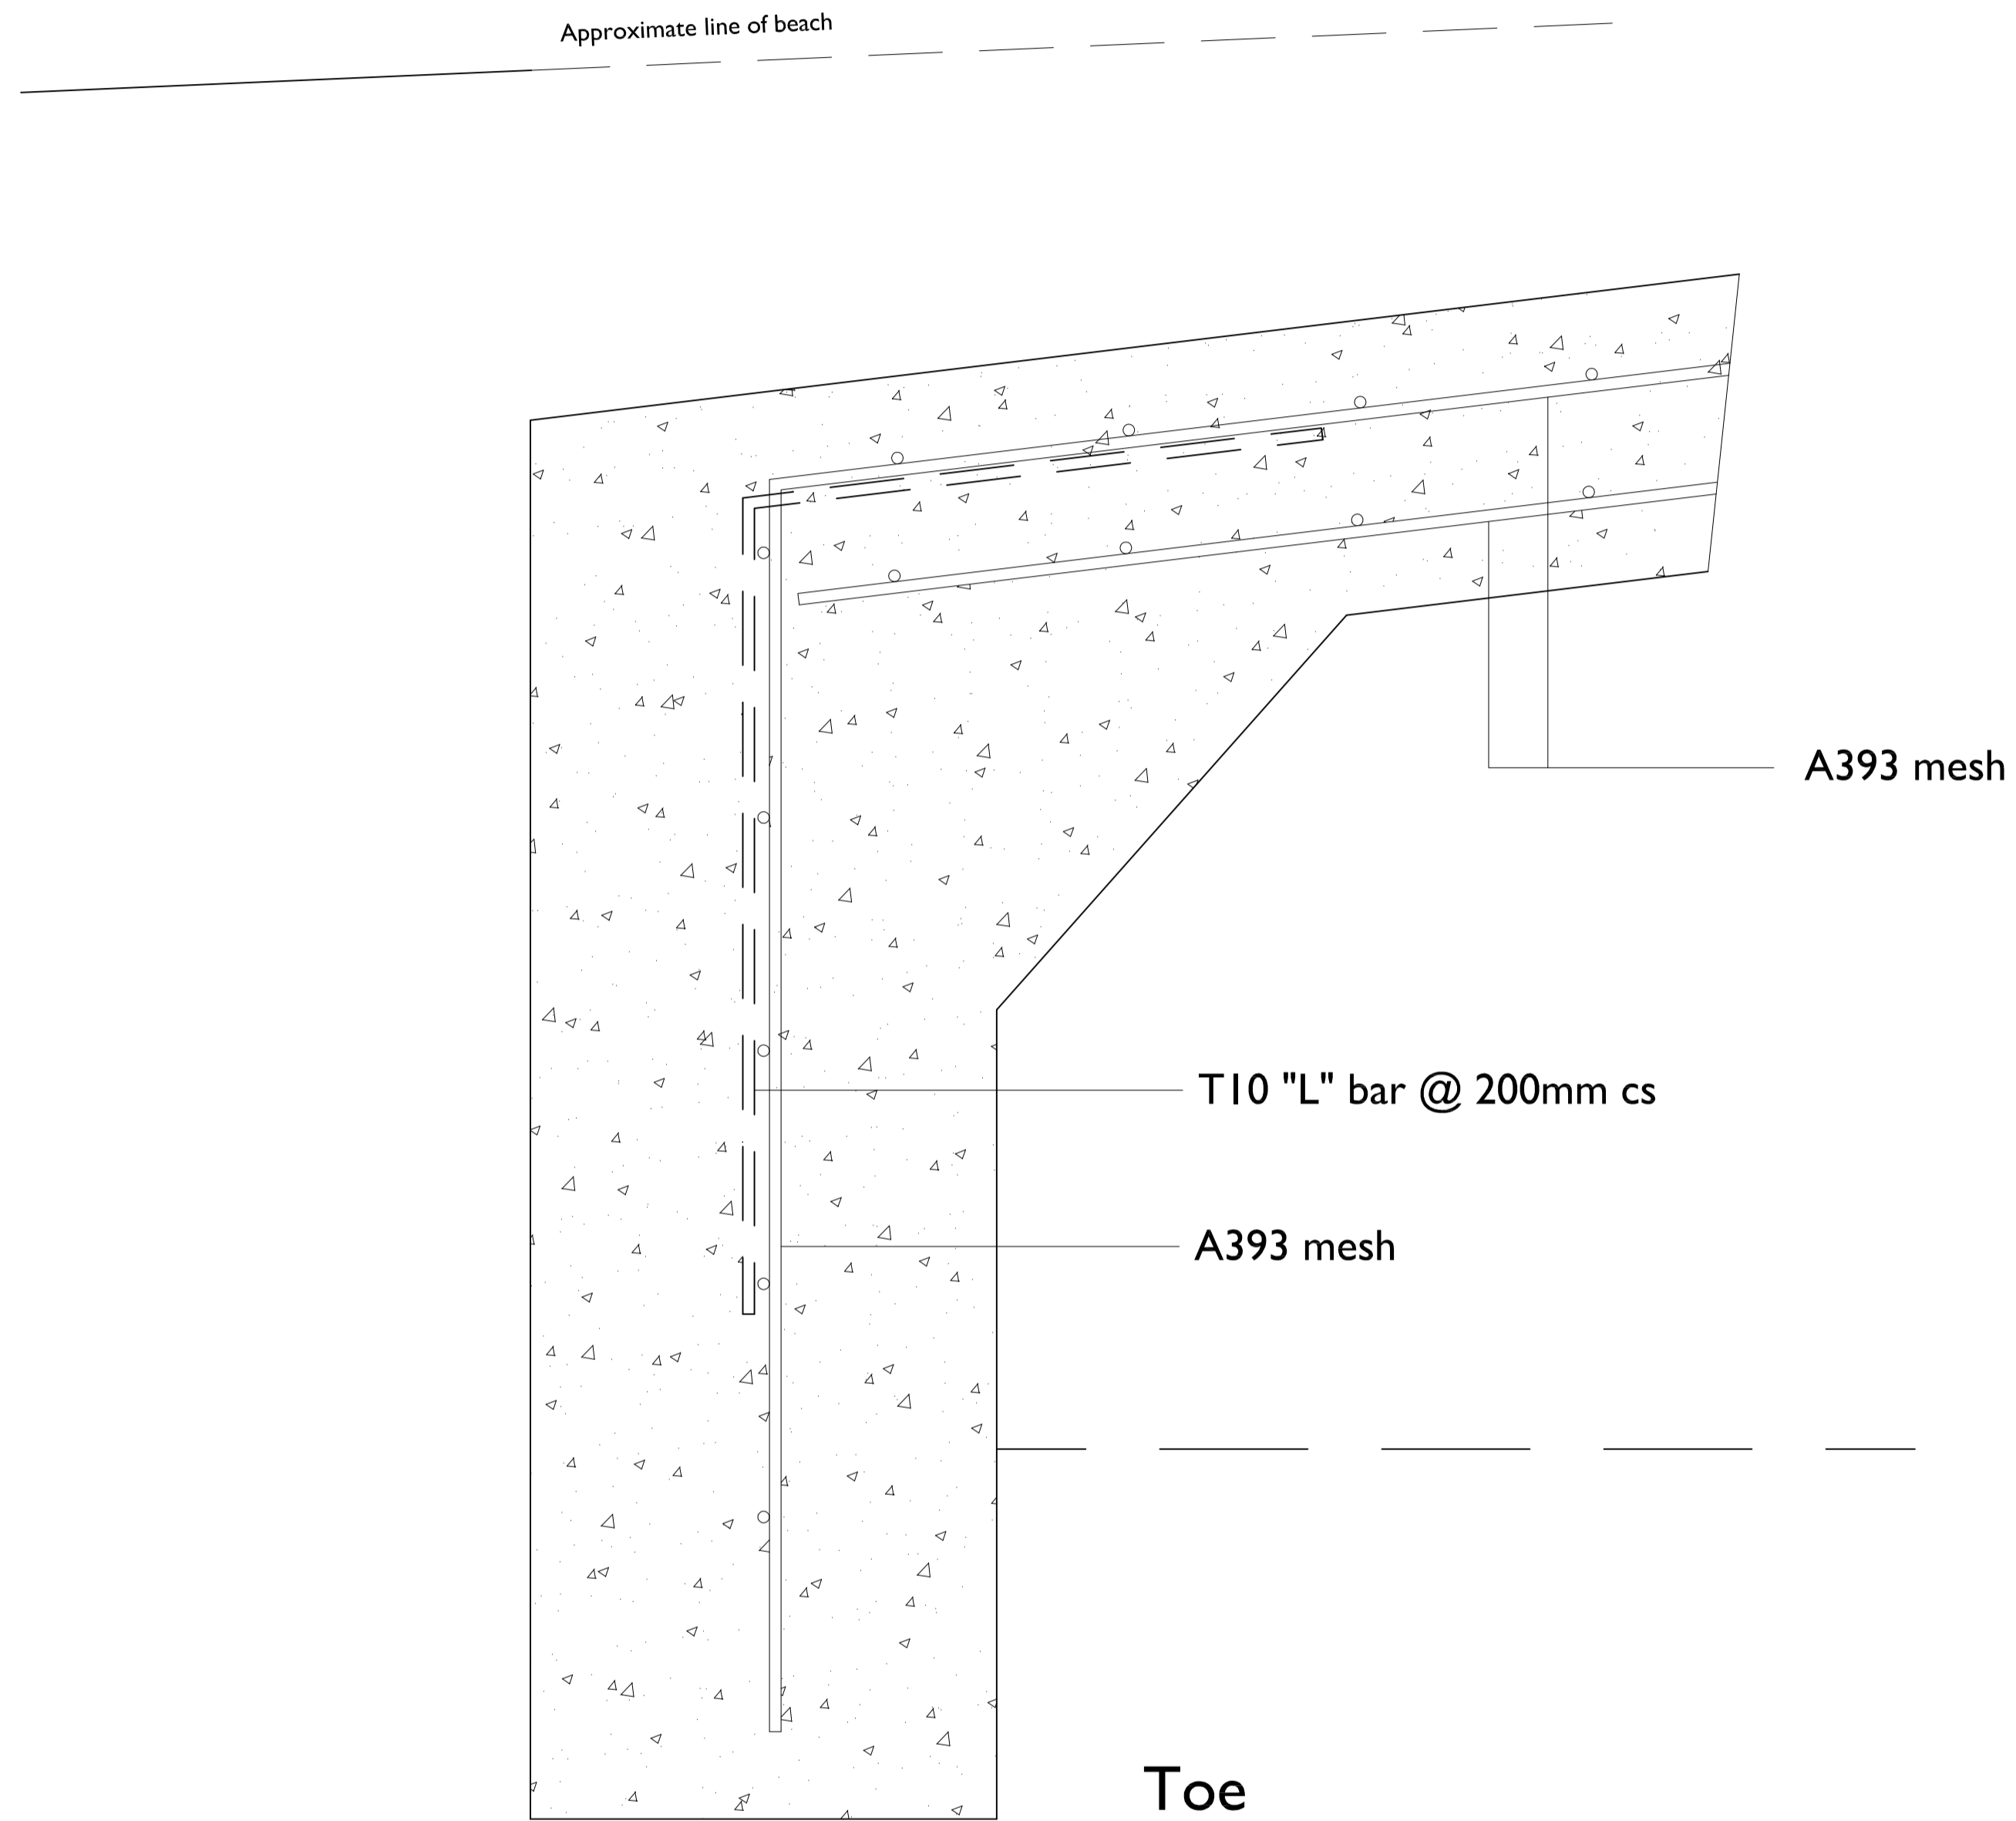 Approximate line of beach
A393 mesh
T10 "L" bar @ 200mm cs
A393 mesh
Toe